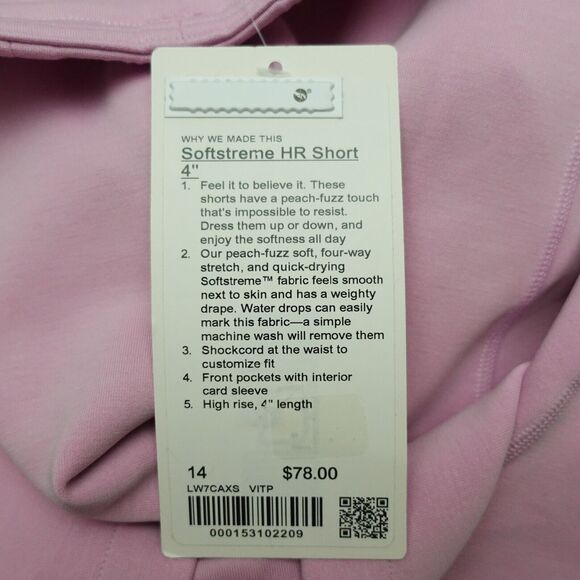 WHY WE MADE THIS
Softstreme HR Short
4"
1. Feel it to believe it. These
shorts have a peach-fuzz touch
that's impossible to resist.
Dress them up or down, and
enjoy the softness all day
2. Our peach-fuzz soft, four-way
stretch, and quick-drying
Softstreme™ fabric feels smooth
next to skin and has a weighty
drape. Water drops can easily
mark this fabric—a simple
machine wash will remove them
3. Shockcord at the waist to
customize fit
4. Front pockets with interior
card sleeve
5. High rise, 4" length
14 $78.00
LW7CAXS VITP
000153102209